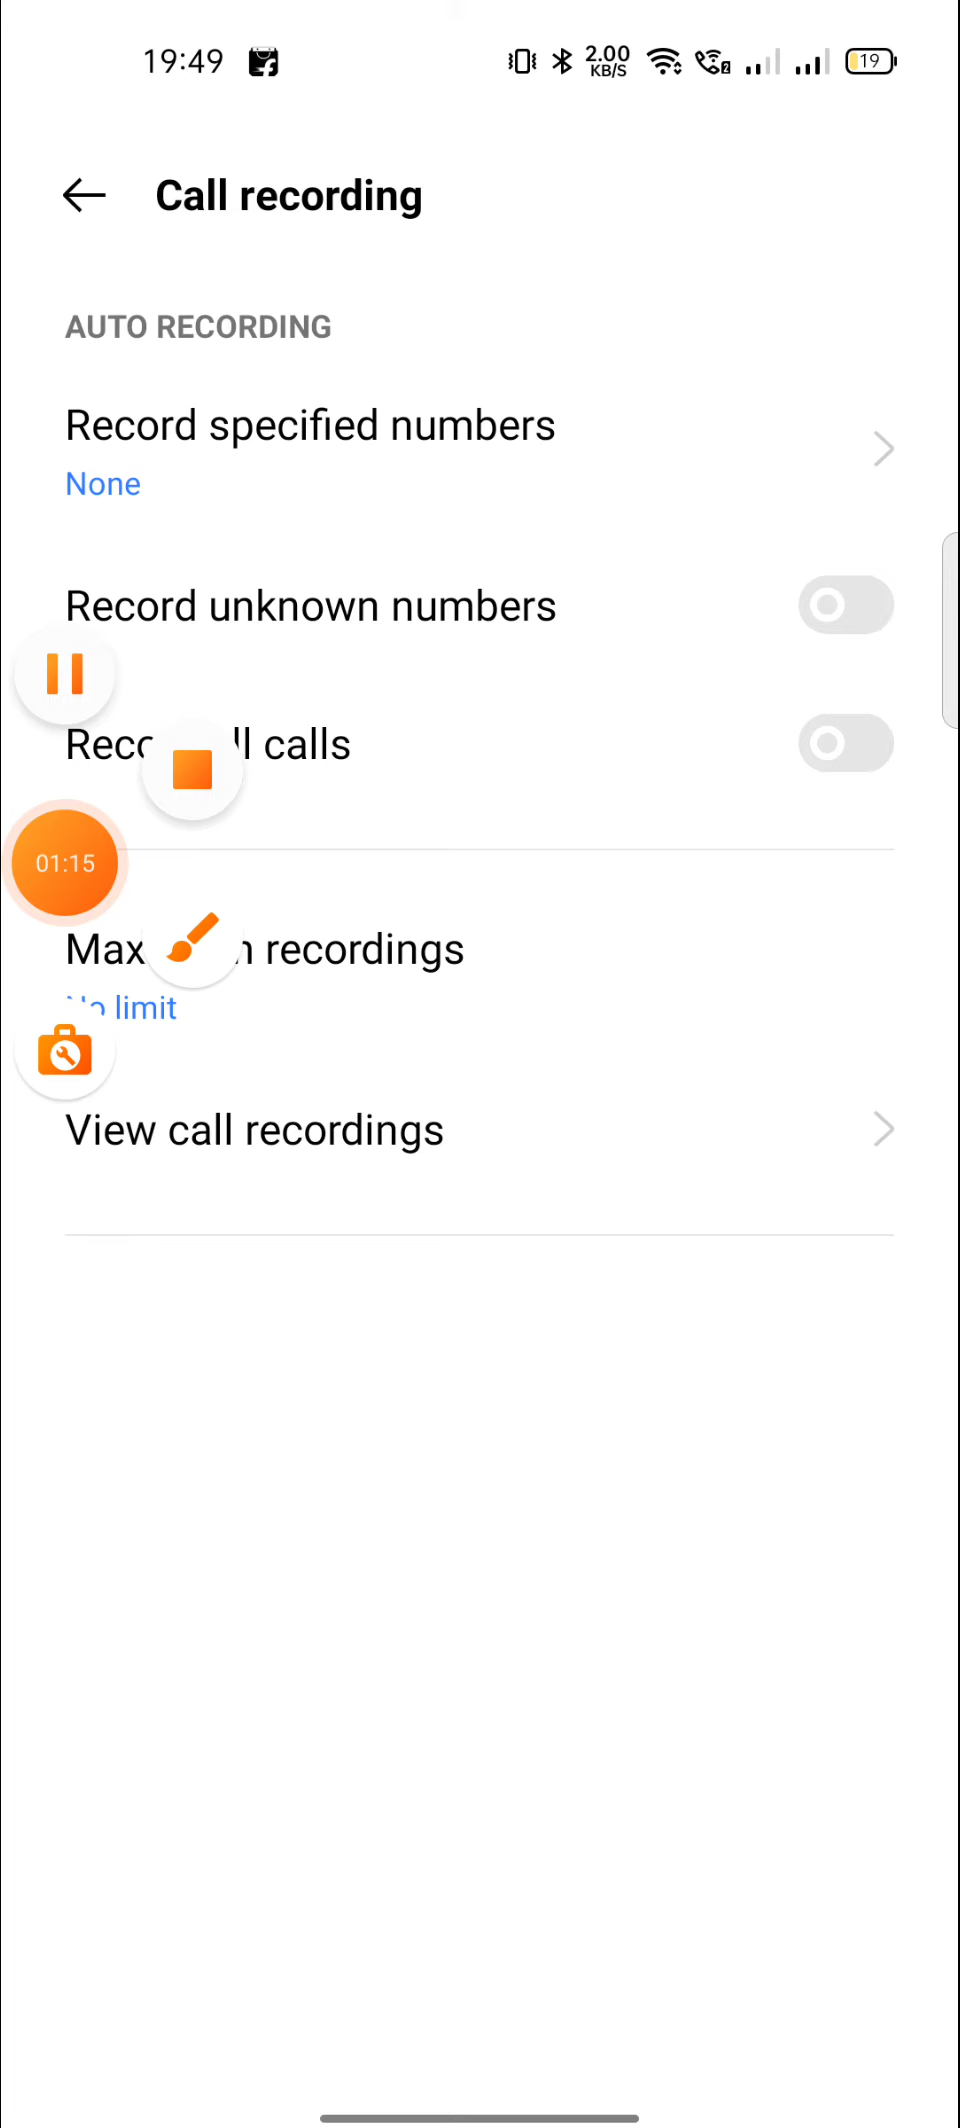 19:49 2.00 KB/S 2 19
Call recording
AUTO RECORDING
Record specified numbers
None
Record unknown numbers
calls
01:15
recordings
limit
View call recordings